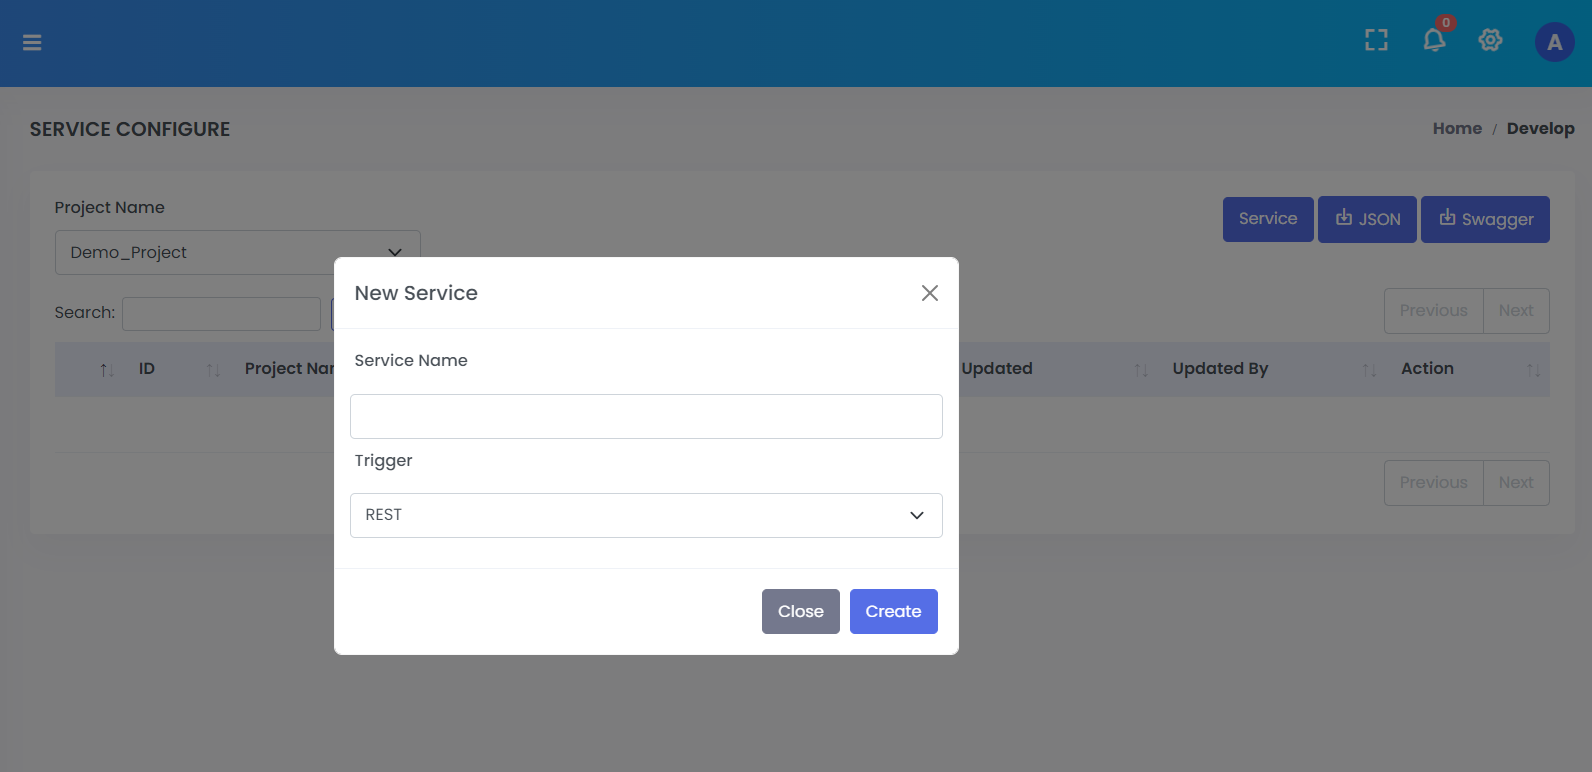 0
A
SERVICE CONFIGURE
Home / Develop
Project Name
Service
JSON
Swagger
Demo_Project
New Service
Search:
Previous
Next
Service Name
ID
Updated
Updated By
Action
Project
Trigger
REST
Previous
Next
Close
Create